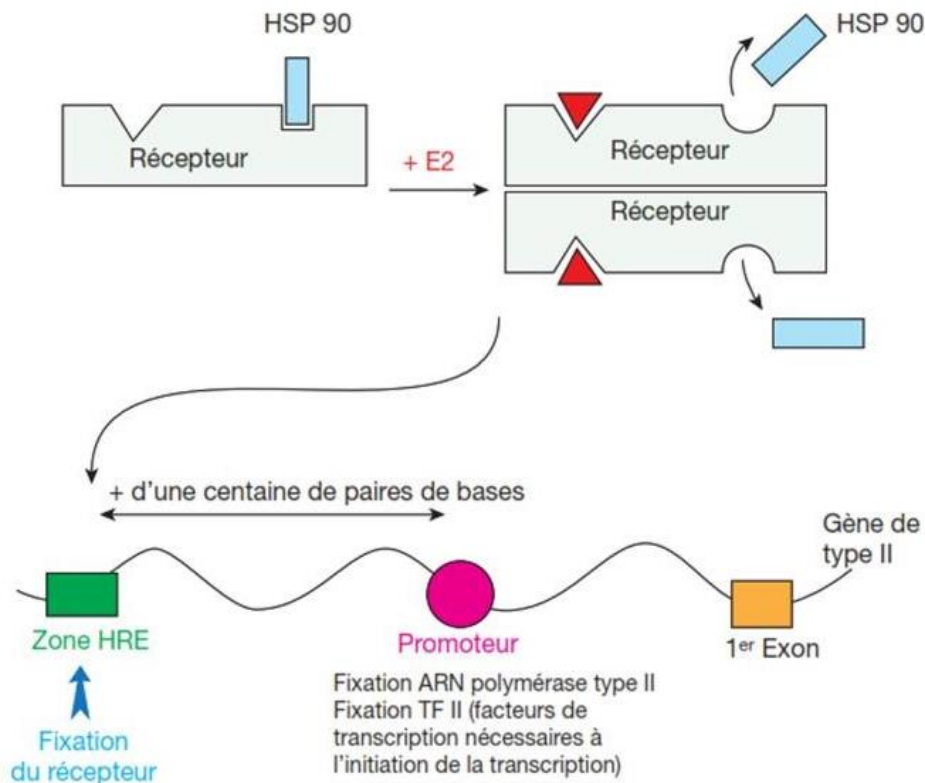 HSP 90
HSP 90
Récepteur
+ E2
Récepteur
Récepteur
+ d'une centaine de paires de bases
Gène de
type II
Zone HRE
Promoteur
1er Exon
Fixation ARN polymérase type II
Fixation TF II (facteurs de
transcription nécessaires à
l'initiation de la transcription)
Fixation
du récepteur